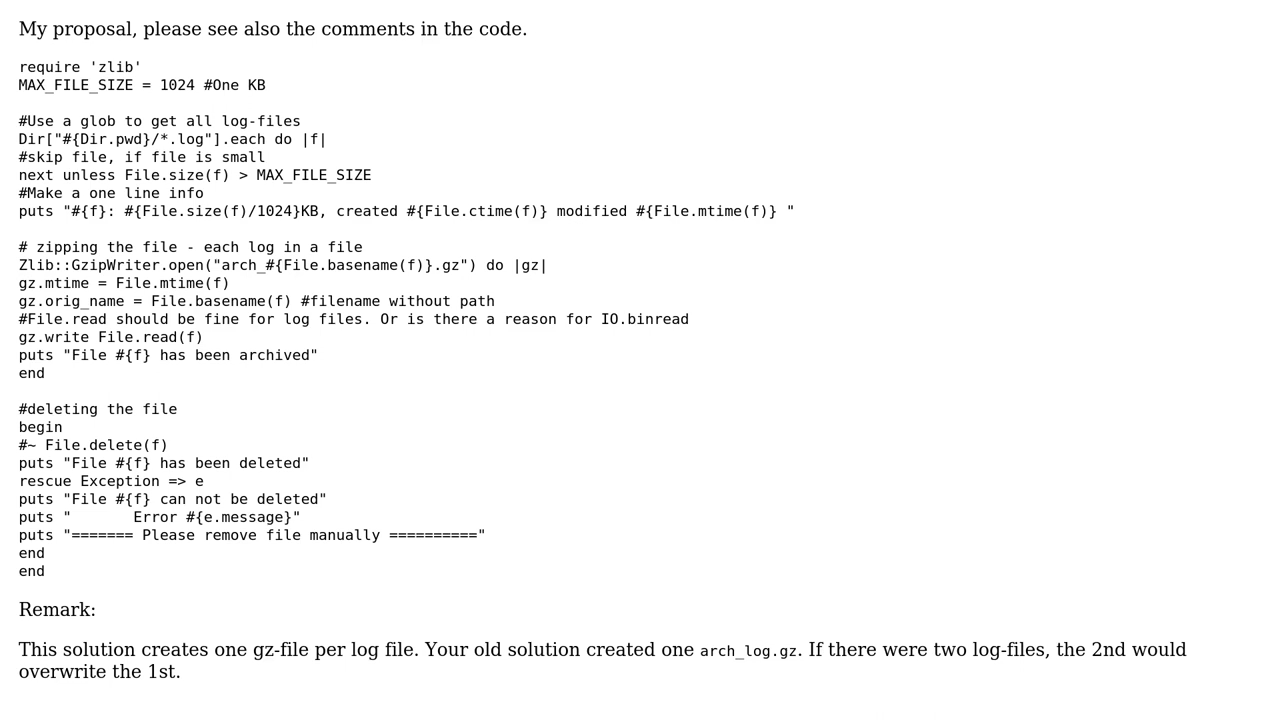 My proposal, please see also the comments in the code.
require 'zlib'
MAX_FILE_SIZE = 1024 #One KB
#Use a glob to get all log-files
Dir["#{Dir.pwd}/*.log"].each do |f|
#skip file, if file is small
next unless File.size(f) > MAX_FILE_SIZE
#Make a one line info
puts "#{f}: #{File.size(f)/1024}KB, created #{File.ctime(f)} modified #{File.mtime(f)} "
# zipping the file - each log in a file
Zlib::GzipWriter.open("arch_#{File.basename(f)}.gz") do |gz|
gz.mtime = File.mtime(f)
gz.orig_name = File.basename(f) #filename without path
#File.read should be fine for log files. Or is there a reason for IO.binread
gz.write File.read(f)
puts "File #{f} has been archived"
end
#deleting the file
begin
#~ File.delete(f)
puts "File #{f} has been deleted"
rescue Exception => e
puts "File #{f} can not be deleted"
puts "       Error #{e.message}"
puts "======= Please remove file manually =========="
end
end
Remark:
This solution creates one gz-file per log file. Your old solution created one arch_log.gz. If there were two log-files, the 2nd would
overwrite the 1st.